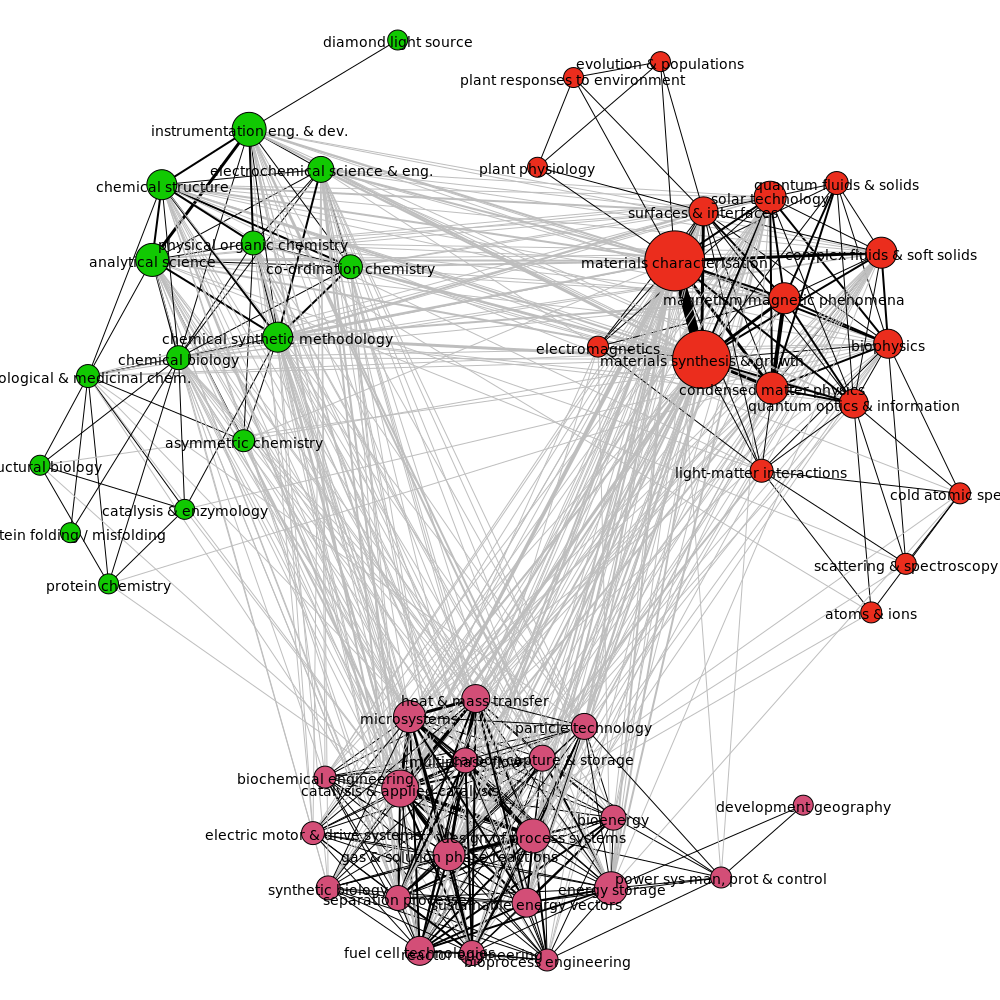 diamond light source
evolution & populations
plant responses to environment
instrumentation eng. & dev.
electrochemical science & eng.
plant physiology
chemical structure
quantum fluids & solids
solar technology
surfaces & interfaces
physical organic chemistry
analytical science
co-ordination chemistry
complex fluids & soft solids
materials characterisation
magnetism/magnetic phenomena
chemical synthetic methodology
biophysics
electromagnetics
chemical biology
materials synthesis & growth
ological & medicinal chem.
condensed matter physics
quantum optics & information
asymmetric chemistry
uctural biology
light-matter interactions
cold atomic spe
catalysis & enzymology
tein folding / misfolding
scattering & spectroscopy
protein chemistry
atoms & ions
heat & mass transfer
microsystems
particle technology
multiphase flow
carbon capture & storage
biochemical engineering
catalysis & applied catalysis
development geography
bioenergy
electric motor & drive systems
design of process systems
gas & solution phase reactions
power sys man, prot & control
synthetic biology
energy storage
separation processes
sustainable energy vectors
fuel cell technologies
reactor engineering
bioprocess engineering